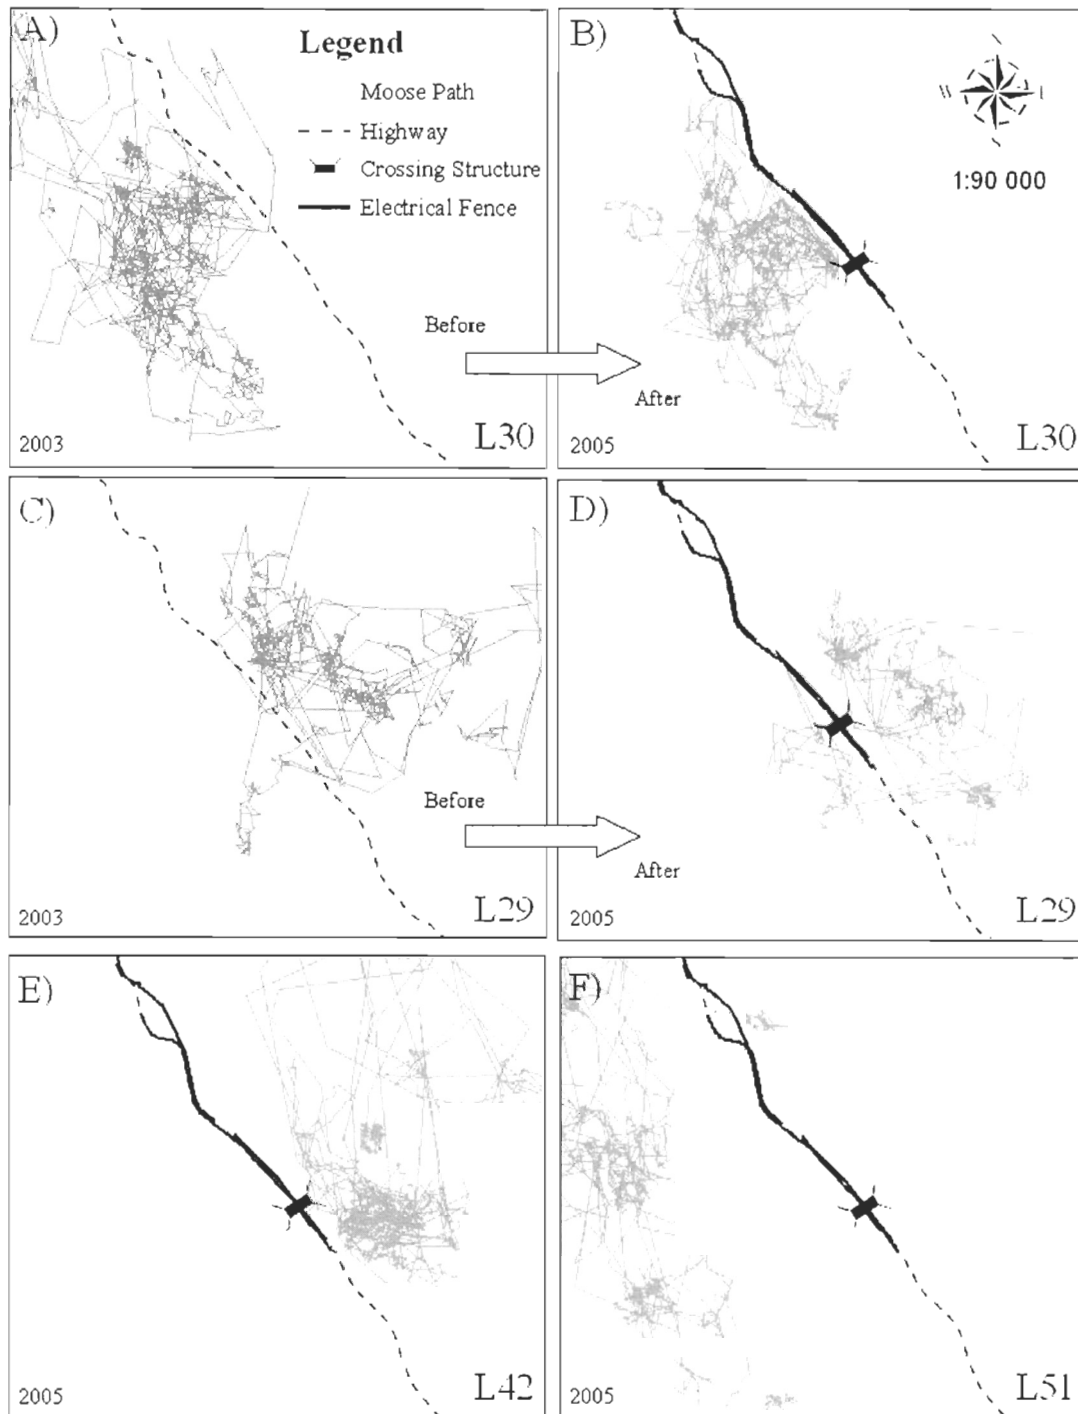 A)
Legend
Moose Path
Highway
Crossing Structure
Electrical Fence
Before
2003
L30
B)
1:90 000
After
2005
L30
C)
Before
2003
L29
D)
After
2005
L29
E)
2005
L42
F)
2005
L51